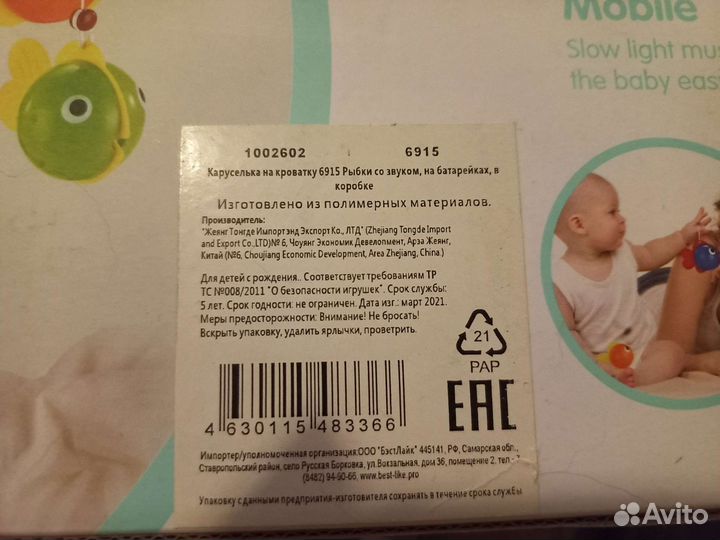 Mobile
Slow light mus
the baby eas
1002602 6915
Каруселька на кроватку 6915 Рыбки со звуком, на батарейках, в
коробке
Изготовлено из полимерных материалов.
Производитель:
"Жеянг Тонгде Импортэнд Экспорт Ко., ЛТД" (Zhejiang Tongde Import
and Export Co.,LTD)№ 6, Чоуянг Экономик Девелопмент, Арза Жеянг,
Китай (№6, Choujiang Economic Development, Area Zhejiang, China.)
Для детей с рождения.. Соответствует требованиям ТР
ТС №008/2011 "О безопасности игрушек". Срок службы:
5 лет. Срок годности: не ограничен. Дата изг.: март 2021.
Меры предосторожности: Внимание! Не бросать!
Вскрыть упаковку, удалить ярлычки, проветрить.
21
PAP
EAC
4 630115 483366
Импортер/уполномоченная организация:ООО "БэстЛайк" 445141, РФ, Самарская обл.,
Ставропольский район, село Русская Борковка, ул.Вокзальная, дом 36, помещение 2. т.
(8482) 94-90-66, www.best-like.pro
Упаковку с данными предприятия-изготовителя сохранять в течение срока службы
Avito